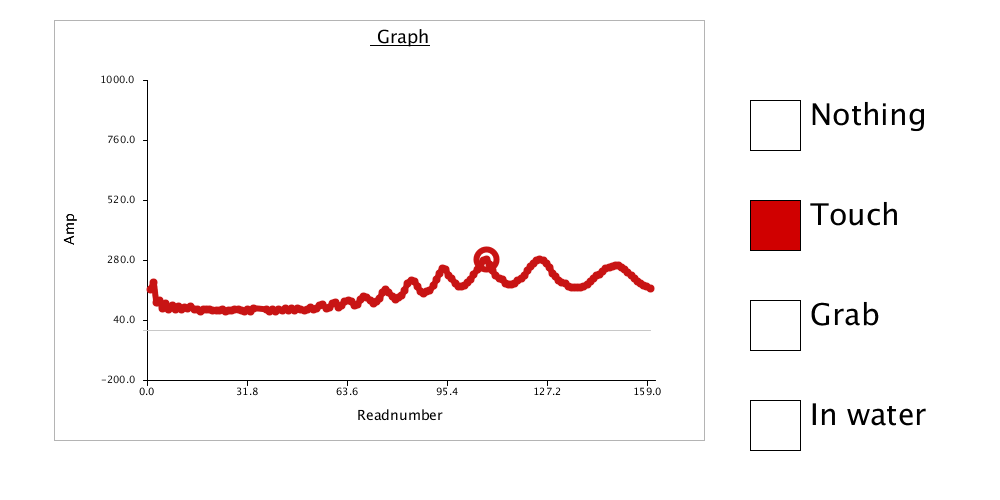 Graph
1000.0
760.0
520.0
280.0
40.0
-200.0
Amp
0.0 31.8 63.6 95.4 127.2 159.0
Readnumber
Nothing
Touch
Grab
In water